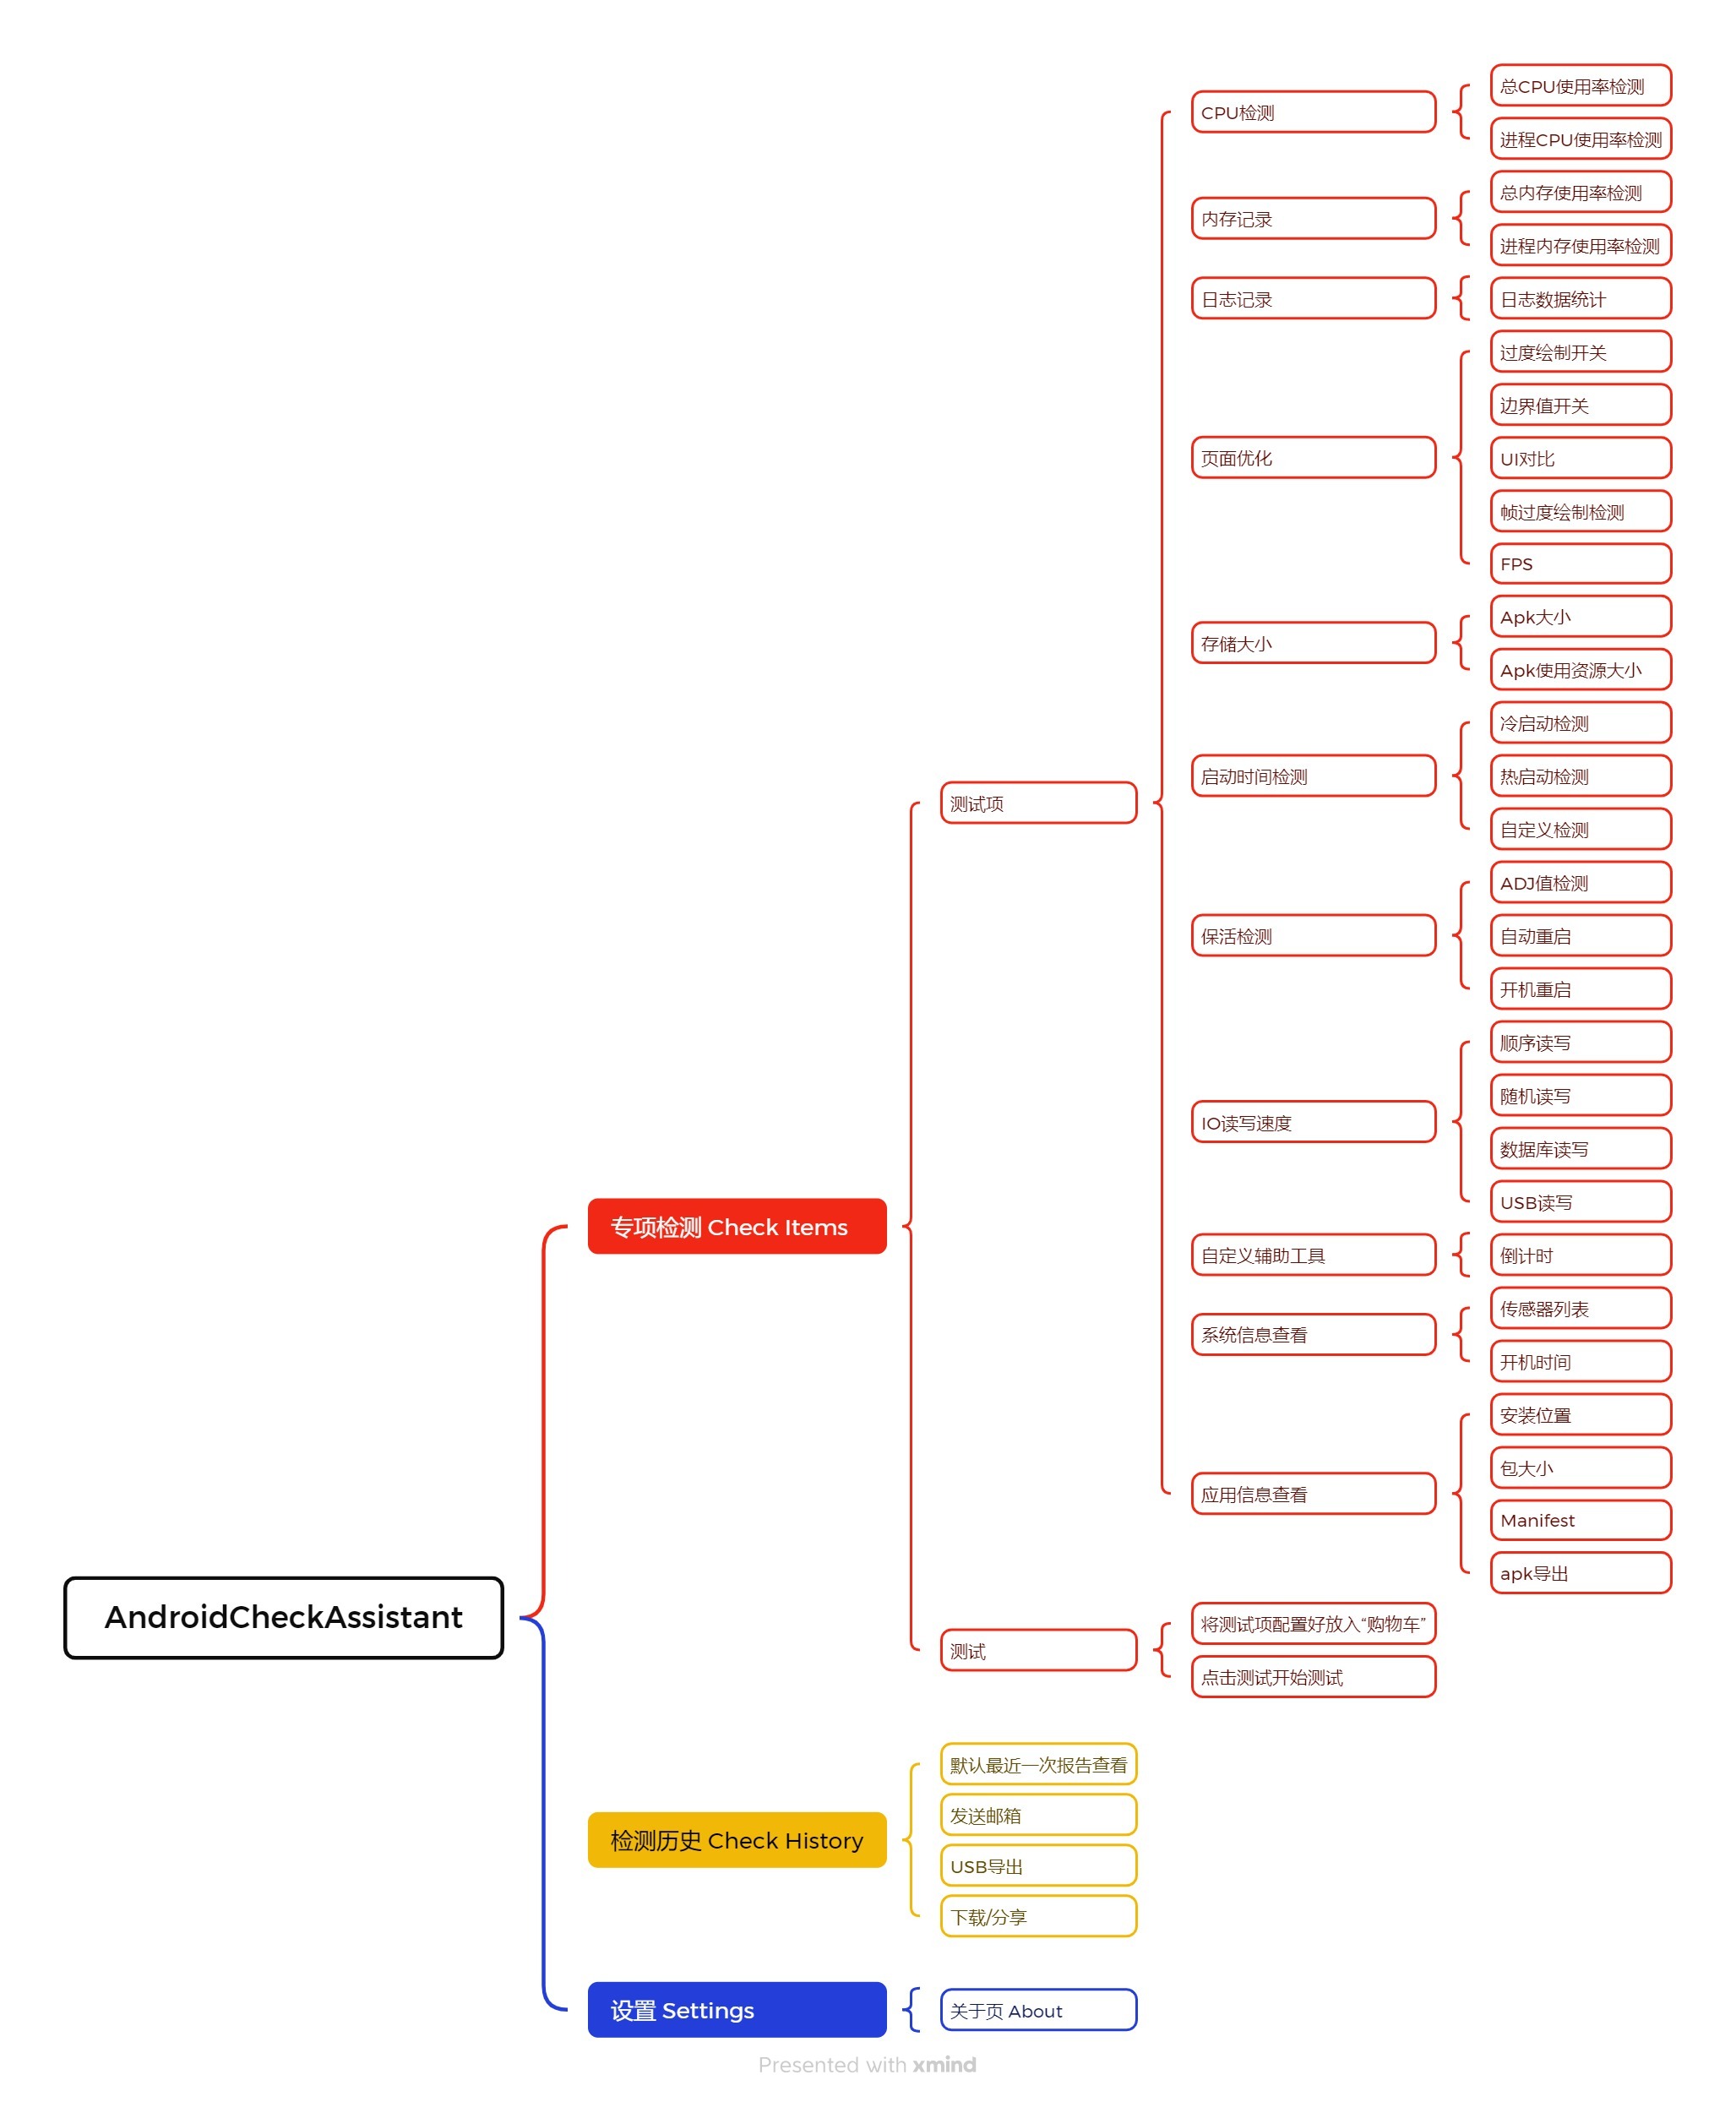 AndroidCheckAssistant
专项检测 Check Items
测试项
CPU检测
总CPU使用率检测
进程CPU使用率检测
内存记录
总内存使用率检测
进程内存使用率检测
日志记录
日志数据统计
页面优化
过度绘制开关
边界值开关
UI对比
帧过度绘制检测
FPS
存储大小
Apk大小
Apk使用资源大小
启动时间检测
冷启动检测
热启动检测
自定义检测
保活检测
ADJ值检测
自动重启
开机重启
IO读写速度
顺序读写
随机读写
数据库读写
USB读写
自定义辅助工具
倒计时
系统信息查看
传感器列表
开机时间
应用信息查看
安装位置
包大小
Manifest
apk导出
测试
将测试项配置好放入“购物车”
点击测试开始测试
检测历史 Check History
默认最近一次报告查看
发送邮箱
USB导出
下载/分享
设置 Settings
关于页 About
Presented with xmind